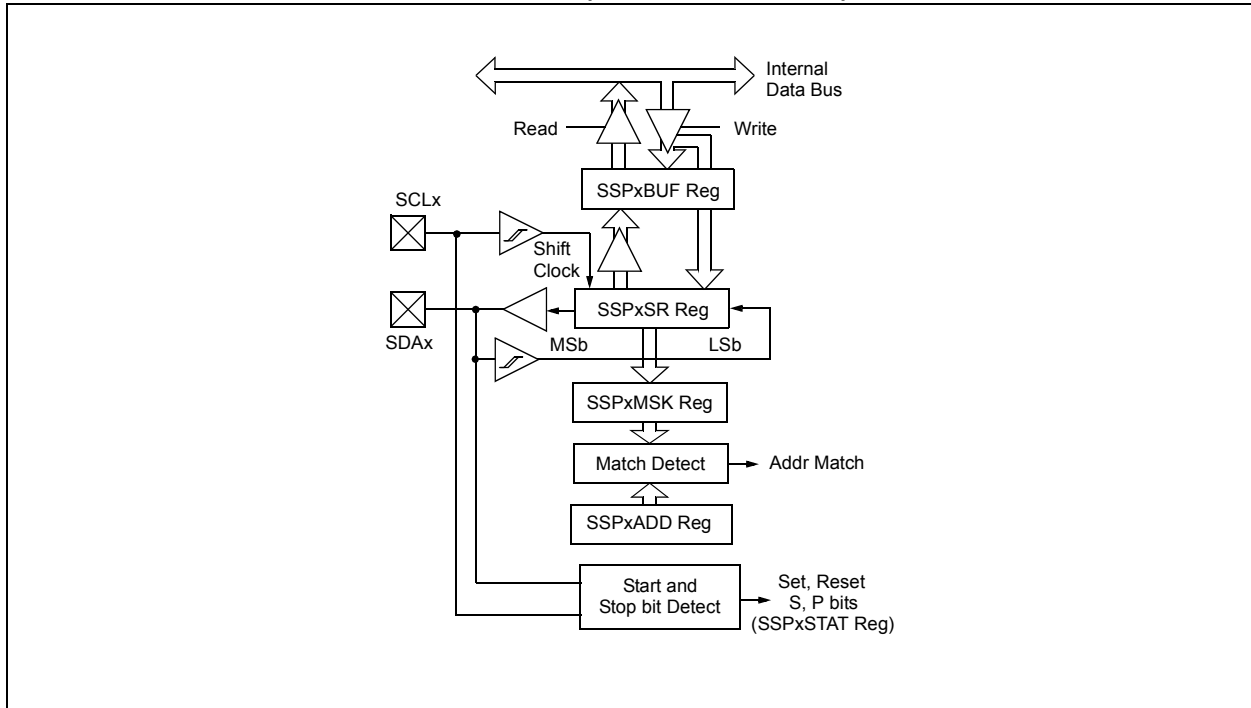 Internal
Data Bus
Read
Write
SSPxBUF Reg
SCLx
Shift
Clock
SSPxSR Reg
SDAx
MSb
LSb
SSPxMSK Reg
Match Detect
Addr Match
SSPxADD Reg
Start and
Stop bit Detect
Set, Reset
S, P bits
(SSPxSTAT Reg)